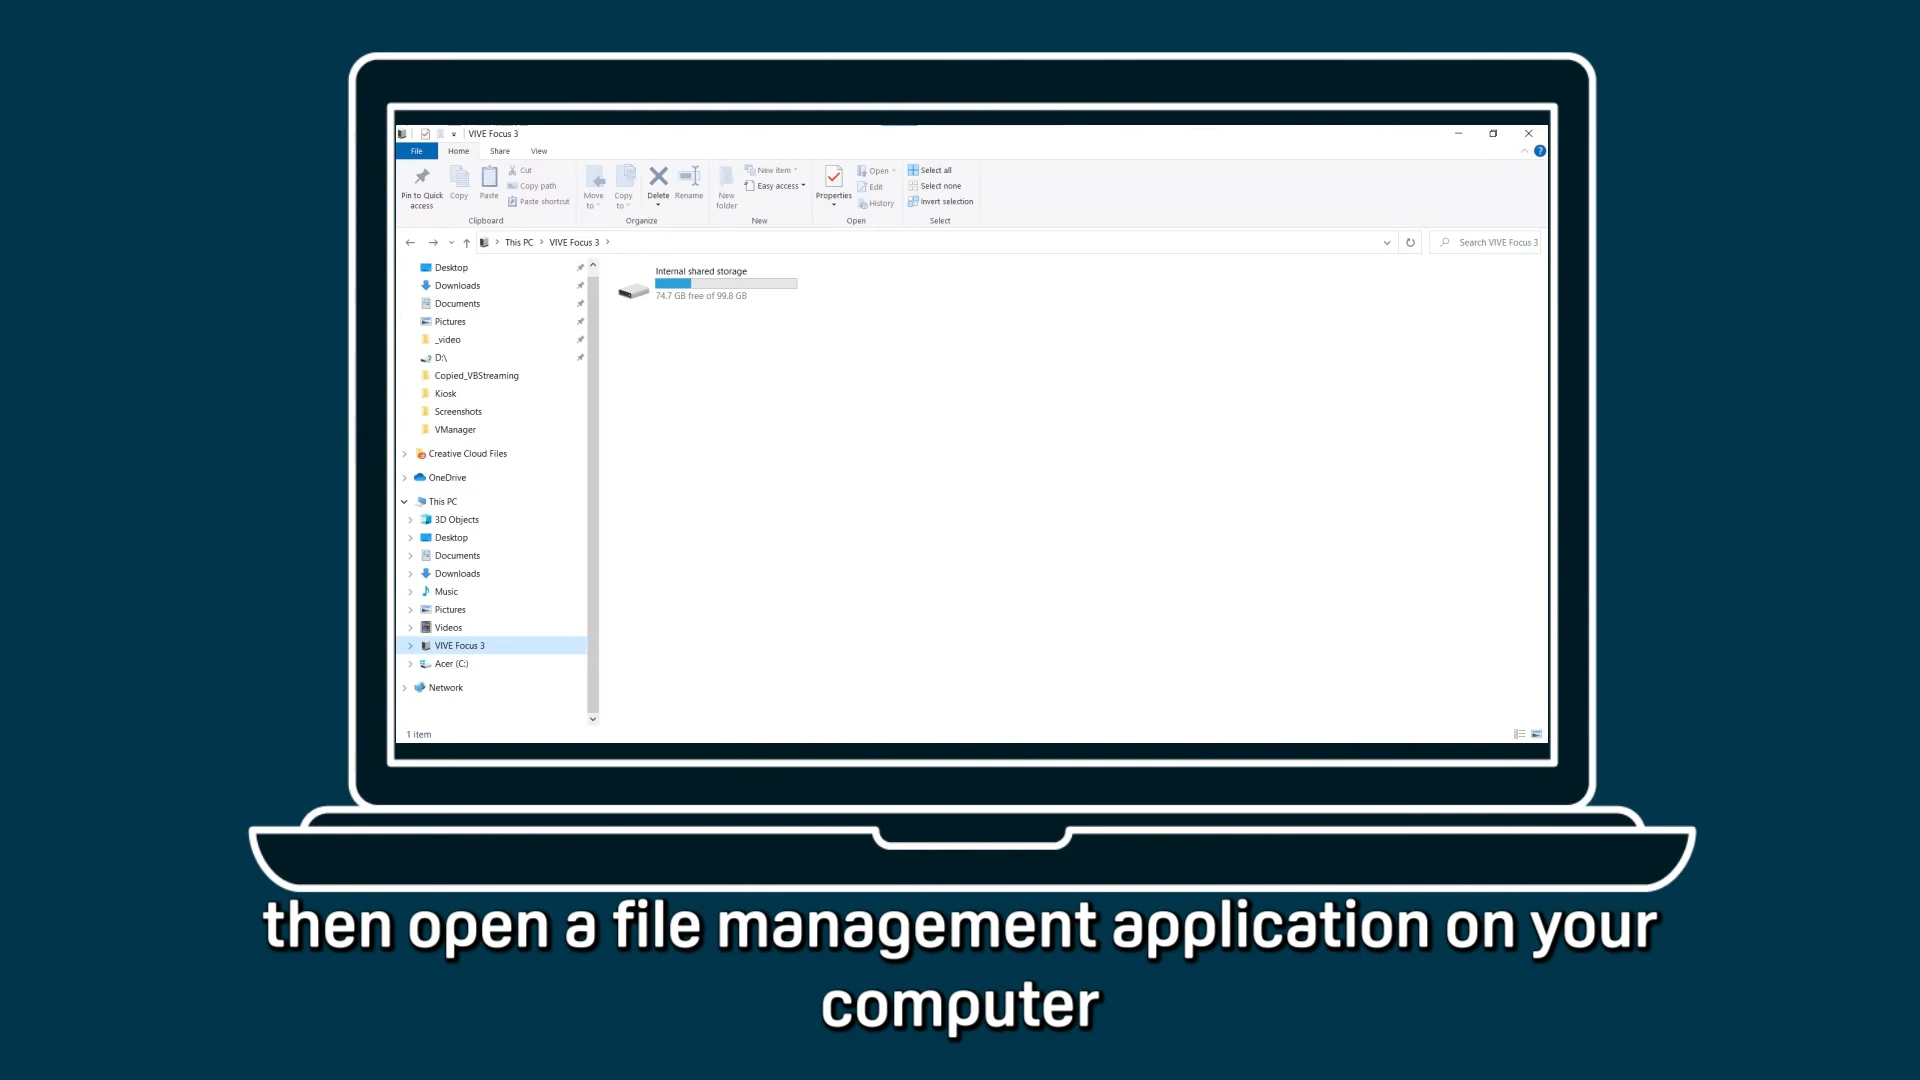 VIVE Focus 3
File Home Share View
Pin to Quick access
Copy
Paste
Cut
Copy path
Paste shortcut
Clipboard
Move to
Copy to
Delete
Rename
Organize
New folder
New item
Easy access
New
Properties
Open
Edit
History
Open
Select all
Select none
Invert selection
Select
This PC VIVE Focus 3
Search VIVE Focus 3
Desktop
Downloads
Documents
Pictures
_video
D:\
Copied_VBStreaming
Kiosk
Screenshots
VManager
Creative Cloud Files
OneDrive
This PC
3D Objects
Desktop
Documents
Downloads
Music
Pictures
Videos
VIVE Focus 3
Acer (C:)
Network
Internal shared storage
74.7 GB free of 99.8 GB
1 item
then open a file management application on your
computer